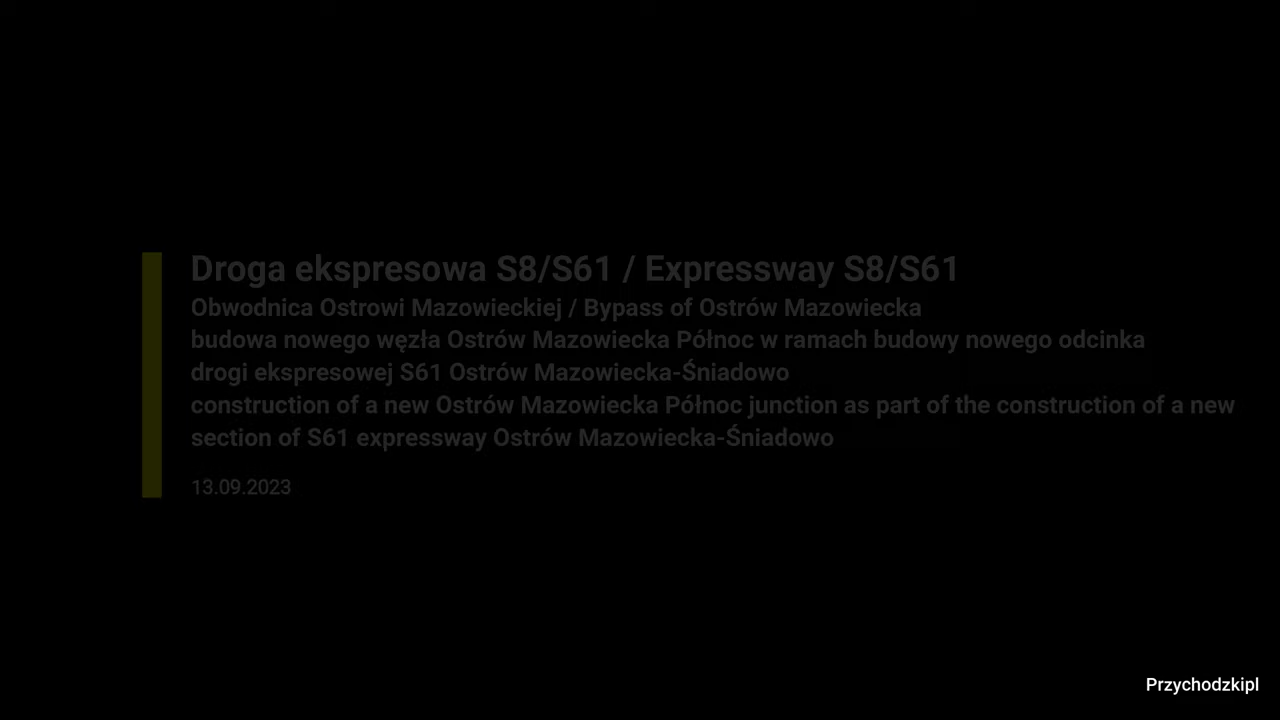 Droga ekspresowa S8/S61 / Expressway S8/S61
Obwodnica Ostrowi Mazowieckiej / Bypass of Ostrów Mazowiecka
budowa nowego węzła Ostrów Mazowiecka Północ w ramach budowy nowego odcinka
drogi ekspresowej S61 Ostrów Mazowiecka-Śniadowo
construction of a new Ostrów Mazowiecka Północ junction as part of the construction of a new
section of S61 expressway Ostrów Mazowiecka-Śniadowo
13.09.2023
Przychodzkipl